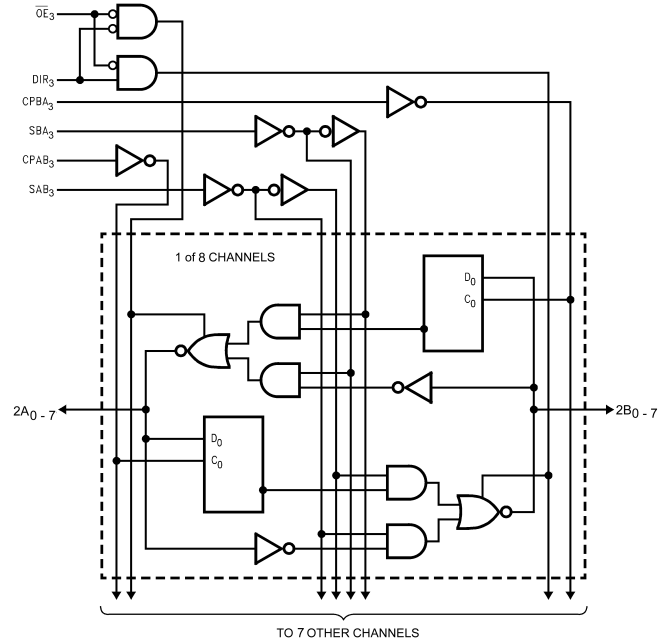 O̅E̅₃
DIR₃
CPBA₃
SBA₃
CPAB₃
SAB₃
1 of 8 CHANNELS
D₀
C₀
2A₀₋₇
2B₀₋₇
D₀
C₀
TO 7 OTHER CHANNELS